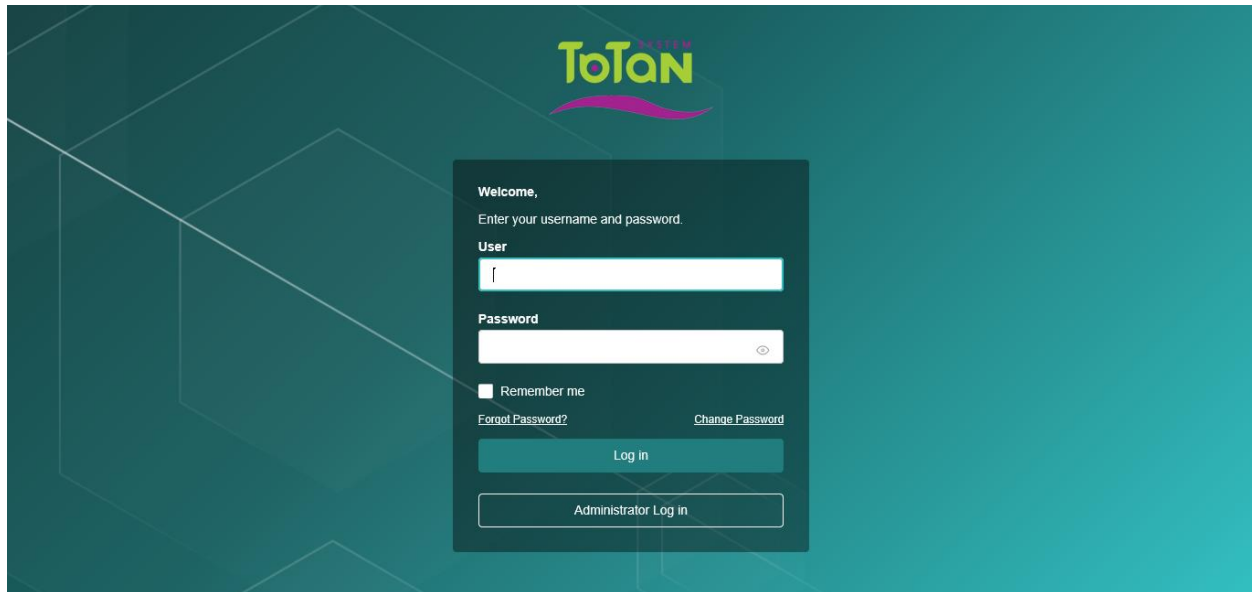 SYSTEM
ToTaN
Welcome,
Enter your username and password.
User
Password
Remember me
Forgot Password?
Change Password
Log in
Administrator Log in